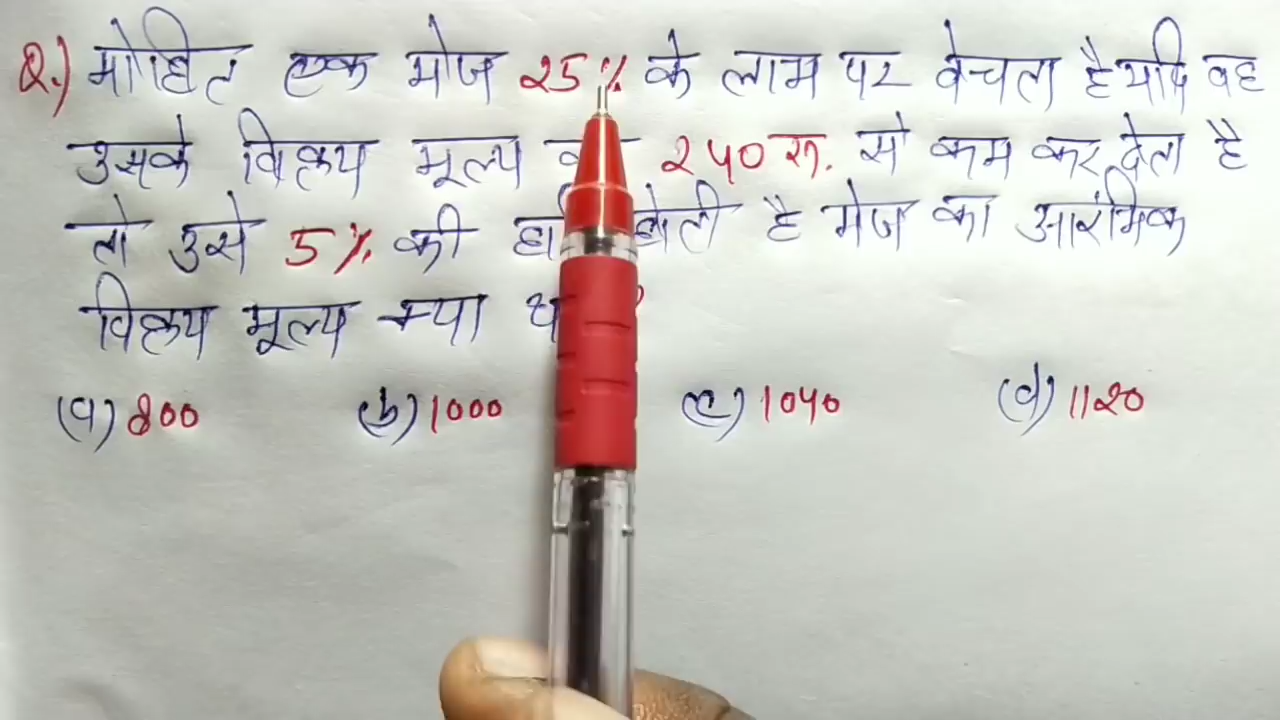 Q.) मोहित एक मेज 25% के लाभ पर बेचता है यदि वह
उसके विक्रय मूल्य 240 रु. से कम कर देता है
तो उसे 5% की होती है मेज का आरंभिक
विक्रय मूल्य क्या ?
(a) 800 (b) 1000 (c) 1040 (d) 1120